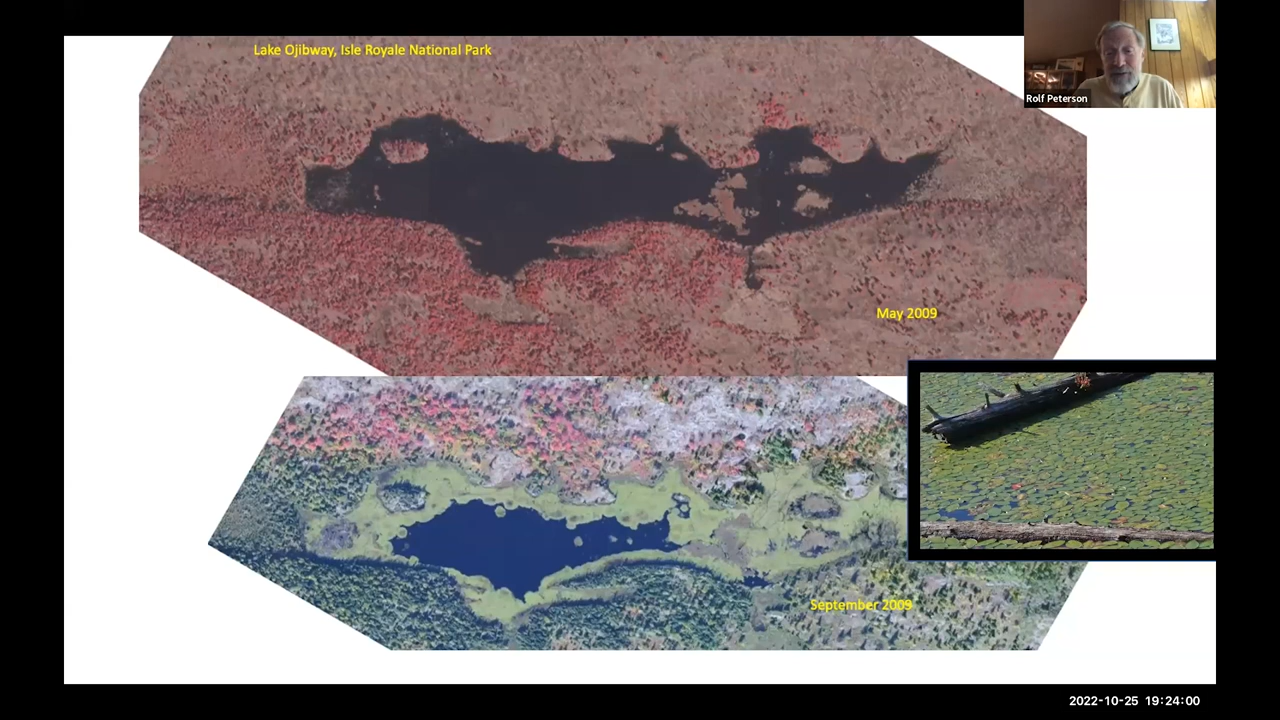 Lake Ojibway, Isle Royale National Park
Rolf Peterson
May 2009
September 2009
2022-10-25 19:24:00